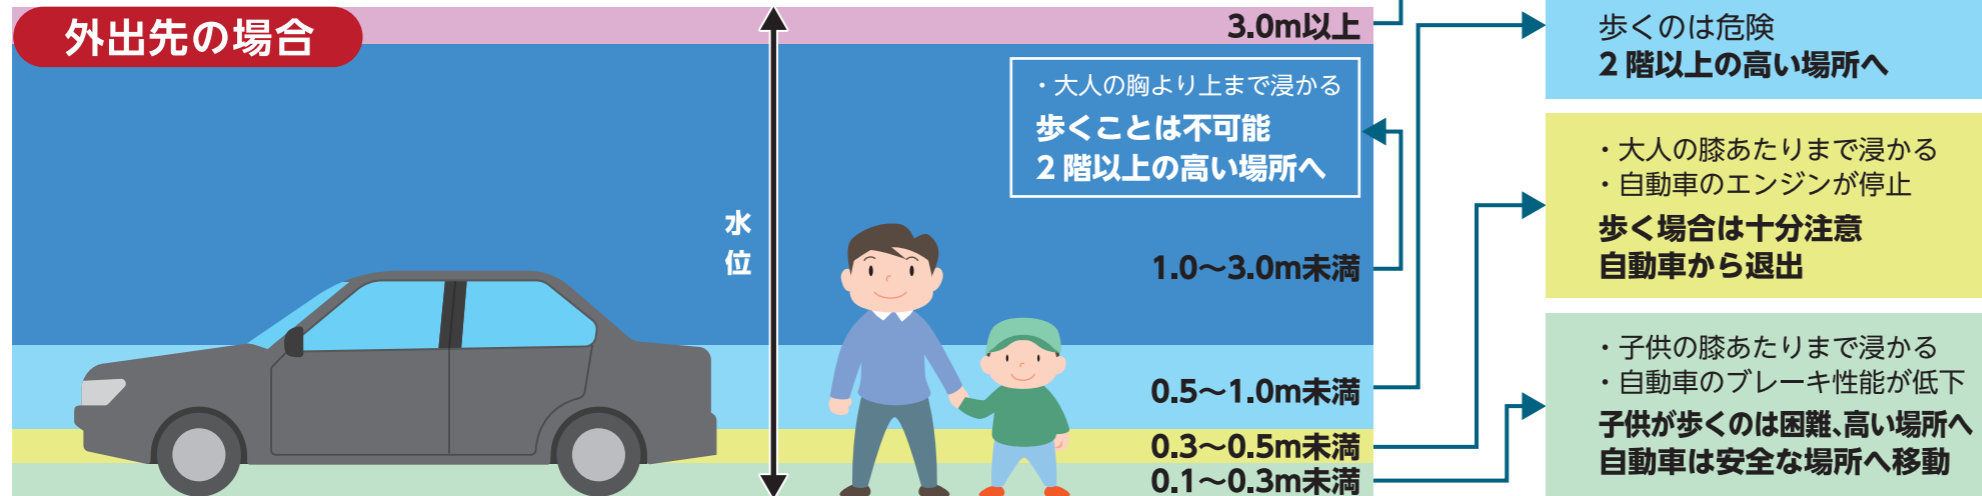 外出先の場合
3.0m以上
・大人の胸より上まで浸かる
歩くことは不可能
2階以上の高い場所へ
水位
1.0〜3.0m未満
0.5〜1.0m未満
0.3〜0.5m未満
0.1〜0.3m未満
歩くのは危険
2階以上の高い場所へ
・大人の膝あたりまで浸かる
・自動車のエンジンが停止
歩く場合は十分注意
自動車から退出
・子供の膝あたりまで浸かる
・自動車のブレーキ性能が低下
子供が歩くのは困難、高い場所へ
自動車は安全な場所へ移動